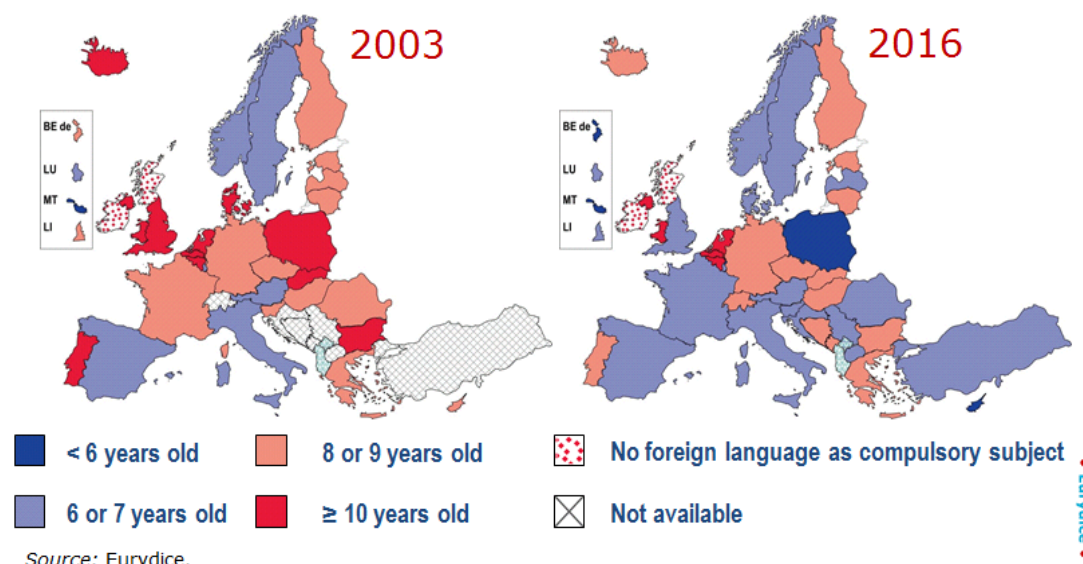 2003
2016
BE de
LU
MT
LI
BE de
LU
MT
LI
< 6 years old
8 or 9 years old
No foreign language as compulsory subject
6 or 7 years old
≥ 10 years old
Not available
Source: Eurydice.
Eurydice